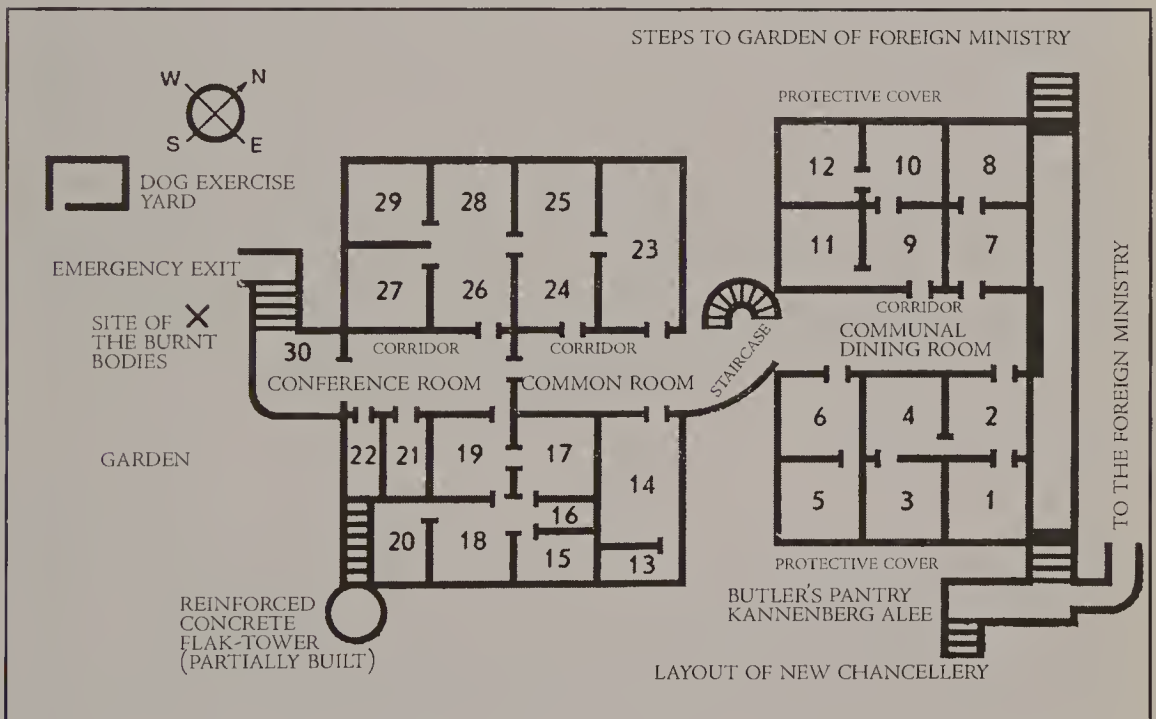 STEPS TO GARDEN OF FOREIGN MINISTRY
W N
S E
DOG EXERCISE
YARD
EMERGENCY EXIT
SITE OF
THE BURNT
BODIES
GARDEN
29 28 25 23
27 26 24
30
CORRIDOR CORRIDOR
CONFERENCE ROOM COMMON ROOM
22 21 19 17 14
16
20 18 15 13
REINFORCED
CONCRETE
FLAK-TOWER
(PARTIALLY BUILT)
STAIRCASE
PROTECTIVE COVER
12 10 8
11 9 7
CORRIDOR
COMMUNAL
DINING ROOM
6 4 2
5 3 1
PROTECTIVE COVER
TO THE FOREIGN MINISTRY
BUTLER'S PANTRY
KANNENBERG ALEE
LAYOUT OF NEW CHANCELLERY